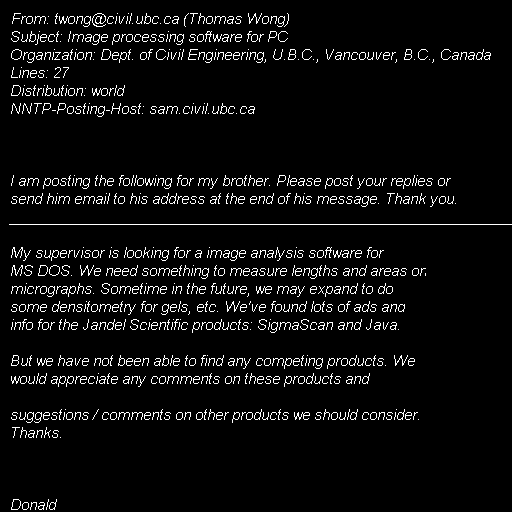 From: twong@civil.ubc.ca (Thomas Wong)
Subject: Image processing software for PC
Organization: Dept. of Civil Engineering, U.B.C., Vancouver, B.C., Canada
Lines: 27
Distribution: world
NNTP-Posting-Host: sam.civil.ubc.ca
I am posting the following for my brother. Please post your replies or
send him email to his address at the end of his message. Thank you.
My supervisor is looking for a image analysis software for
MS DOS. We need something to measure lengths and areas on
micrographs. Sometime in the future, we may expand to do
some densitometry for gels, etc. We've found lots of ads and
info for the Jandel Scientific products: SigmaScan and Java.
But we have not been able to find any competing products. We
would appreciate any comments on these products and
suggestions / comments on other products we should consider.
Thanks.
Donald